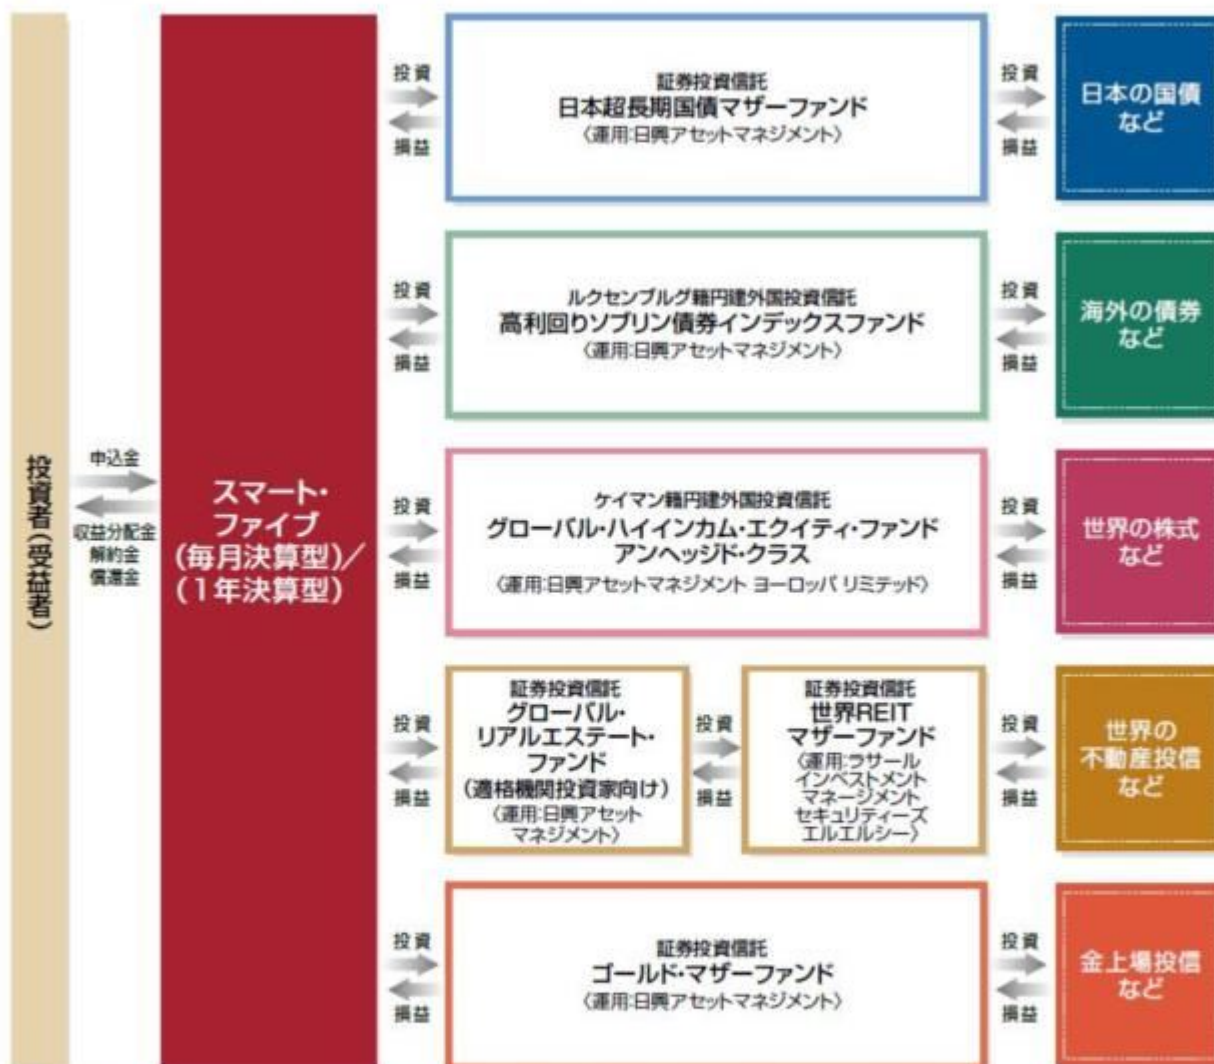 投資者(受益者)
申込金
収益分配金
解約金
償還金
スマート・
ファイブ
(毎月決算型)/
(1年決算型)
投資
損益
証券投資信託
日本超長期国債マザーファンド
〈運用:日興アセットマネジメント〉
投資
損益
日本の国債
など
投資
損益
ルクセンブルグ籍円建外国投資信託
高利回りソブリン債券インデックスファンド
〈運用:日興アセットマネジメント〉
投資
損益
海外の債券
など
投資
損益
ケイマン籍円建外国投資信託
グローバル・ハイインカム・エクイティ・ファンド
アンヘッジド・クラス
〈運用:日興アセットマネジメント ヨーロッパ リミテッド〉
投資
損益
世界の株式
など
投資
損益
証券投資信託
グローバル・
リアルエステート・
ファンド
(適格機関投資家向け)
〈運用:日興アセット
マネジメント〉
投資
損益
証券投資信託
世界REIT
マザーファンド
〈運用:ラサール
インベストメント
マネージメント
セキュリティーズ
エルエルシー〉
投資
損益
世界の
不動産投信
など
投資
損益
証券投資信託
ゴールド・マザーファンド
〈運用:日興アセットマネジメント〉
投資
損益
金上場投信
など